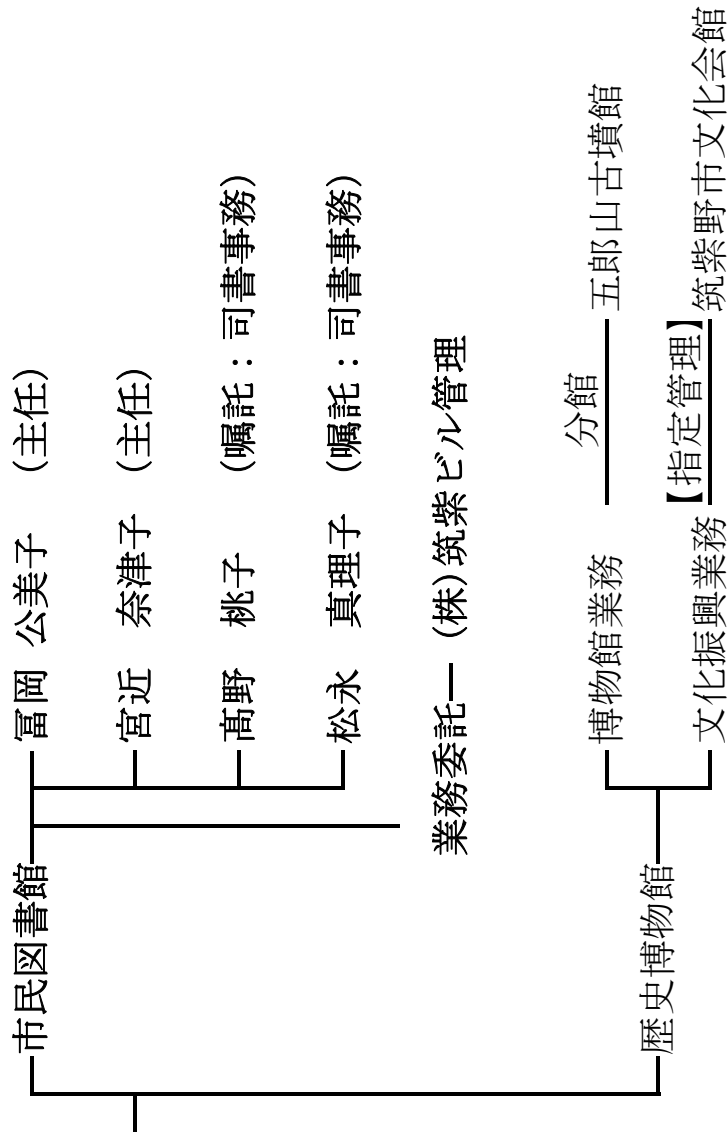 市民図書館
冨岡 公美子 (主任)
宮近 奈津子 (主任)
髙野 桃子 (嘱託：司書事務)
松永 真理子 (嘱託：司書事務)
業務委託 (株)筑紫ビル管理
歴史博物館
博物館業務 分館 五郎山古墳館
文化振興業務 【指定管理】 筑紫野市文化会館